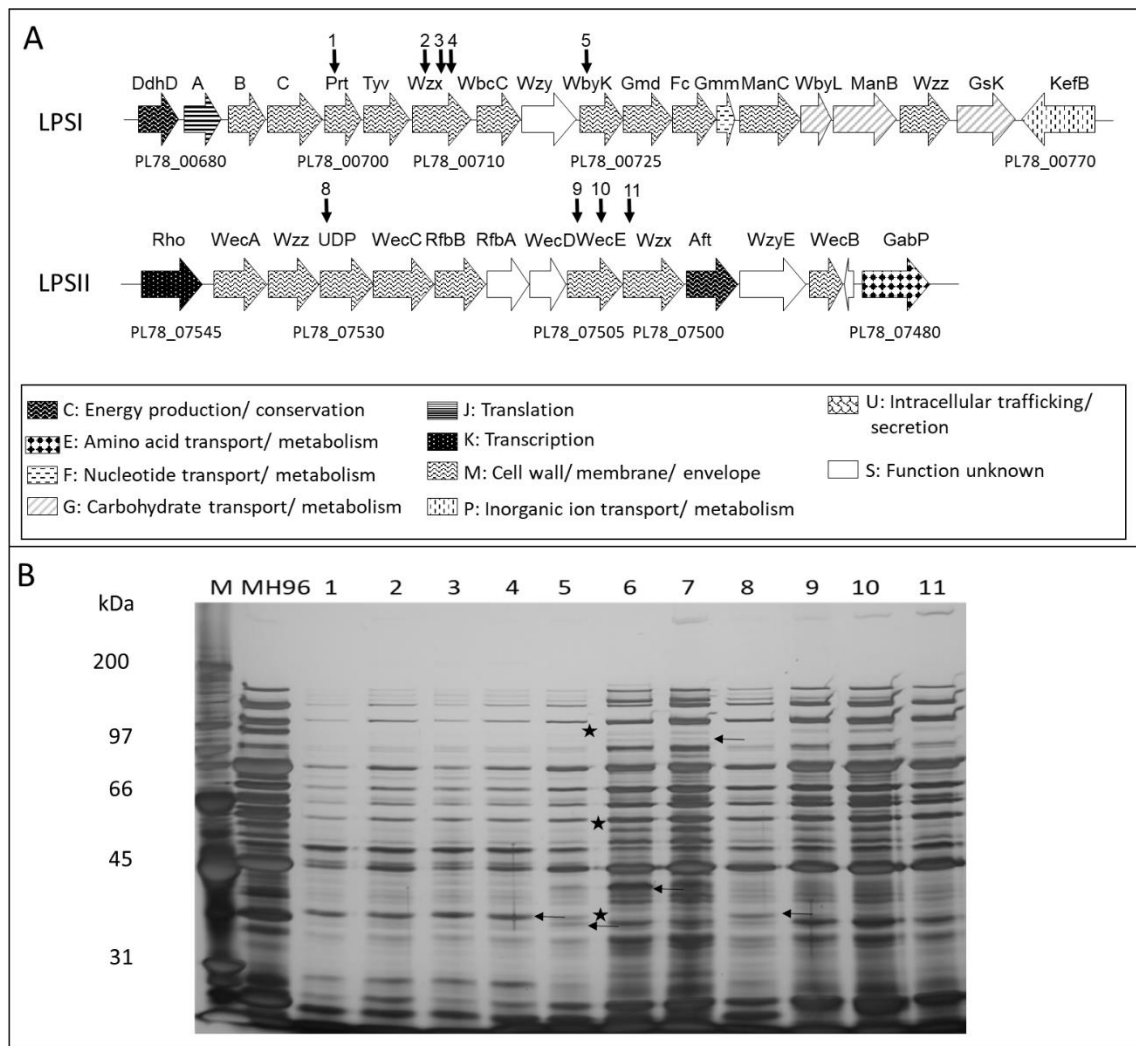 A
1 2 3 4 5
DdhD A B C Prt Tyv Wzx WbcC Wzy WbyK Gmd Fc Gmm ManC WbyL ManB Wzz GsK KefB
LPSI
PL78_00680 PL78_00700 PL78_00710 PL78_00725 PL78_00770
8 9 10 11
Rho WecA Wzz UDP WecC RfbB RfbA WecD WecE Wzx Aft WzyE WecB GabP
LPSII
PL78_07545 PL78_07530 PL78_07505 PL78_07500 PL78_07480
C: Energy production/ conservation
E: Amino acid transport/ metabolism
F: Nucleotide transport/ metabolism
G: Carbohydrate transport/ metabolism
J: Translation
K: Transcription
M: Cell wall/ membrane/ envelope
P: Inorganic ion transport/ metabolism
U: Intracellular trafficking/
secretion
S: Function unknown
B
M MH96 1 2 3 4 5 6 7 8 9 10 11
kDa
200
97
66
45
31